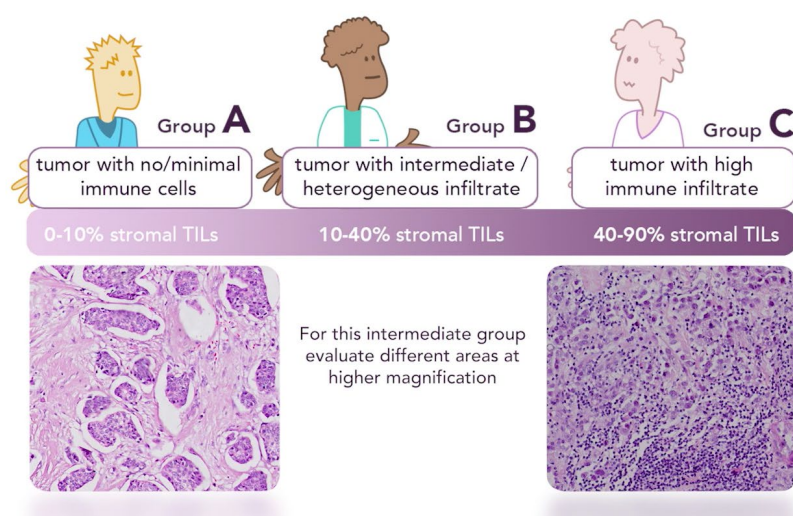 Group A
tumor with no/minimal
immune cells
Group B
tumor with intermediate /
heterogeneous infiltrate
Group C
tumor with high
immune infiltrate
0-10% stromal TILs
10-40% stromal TILs
40-90% stromal TILs
For this intermediate group
evaluate different areas at
higher magnification